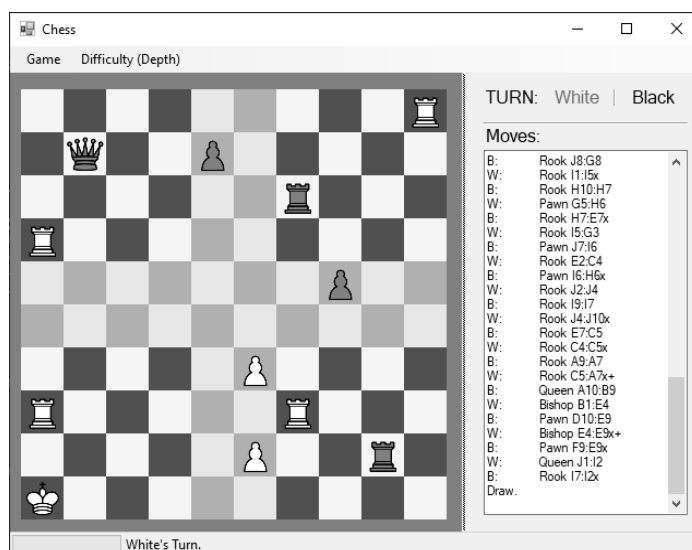 Chess
Game Difficulty (Depth)
TURN: White | Black
Moves:
B: Rook J8:G8
W: Rook I1:I5x
B: Rook H10:H7
W: Pawn G5:H6
B: Rook H7:E7x
W: Rook I5:G3
B: Pawn J7:I6
W: Rook E2:C4
B: Pawn I6:H6x
W: Rook J2:J4
B: Rook I9:I7
W: Rook J4:J10x
B: Rook E7:C5
W: Rook C4:C5x
B: Rook A9:A7
W: Rook C5:A7x+
B: Queen A10:B9
W: Bishop B1:E4
B: Pawn D10:E9
W: Bishop E4:E9x+
B: Pawn F9:E9x
W: Queen J1:I2
B: Rook I7:I2x
Draw.
White's Turn.